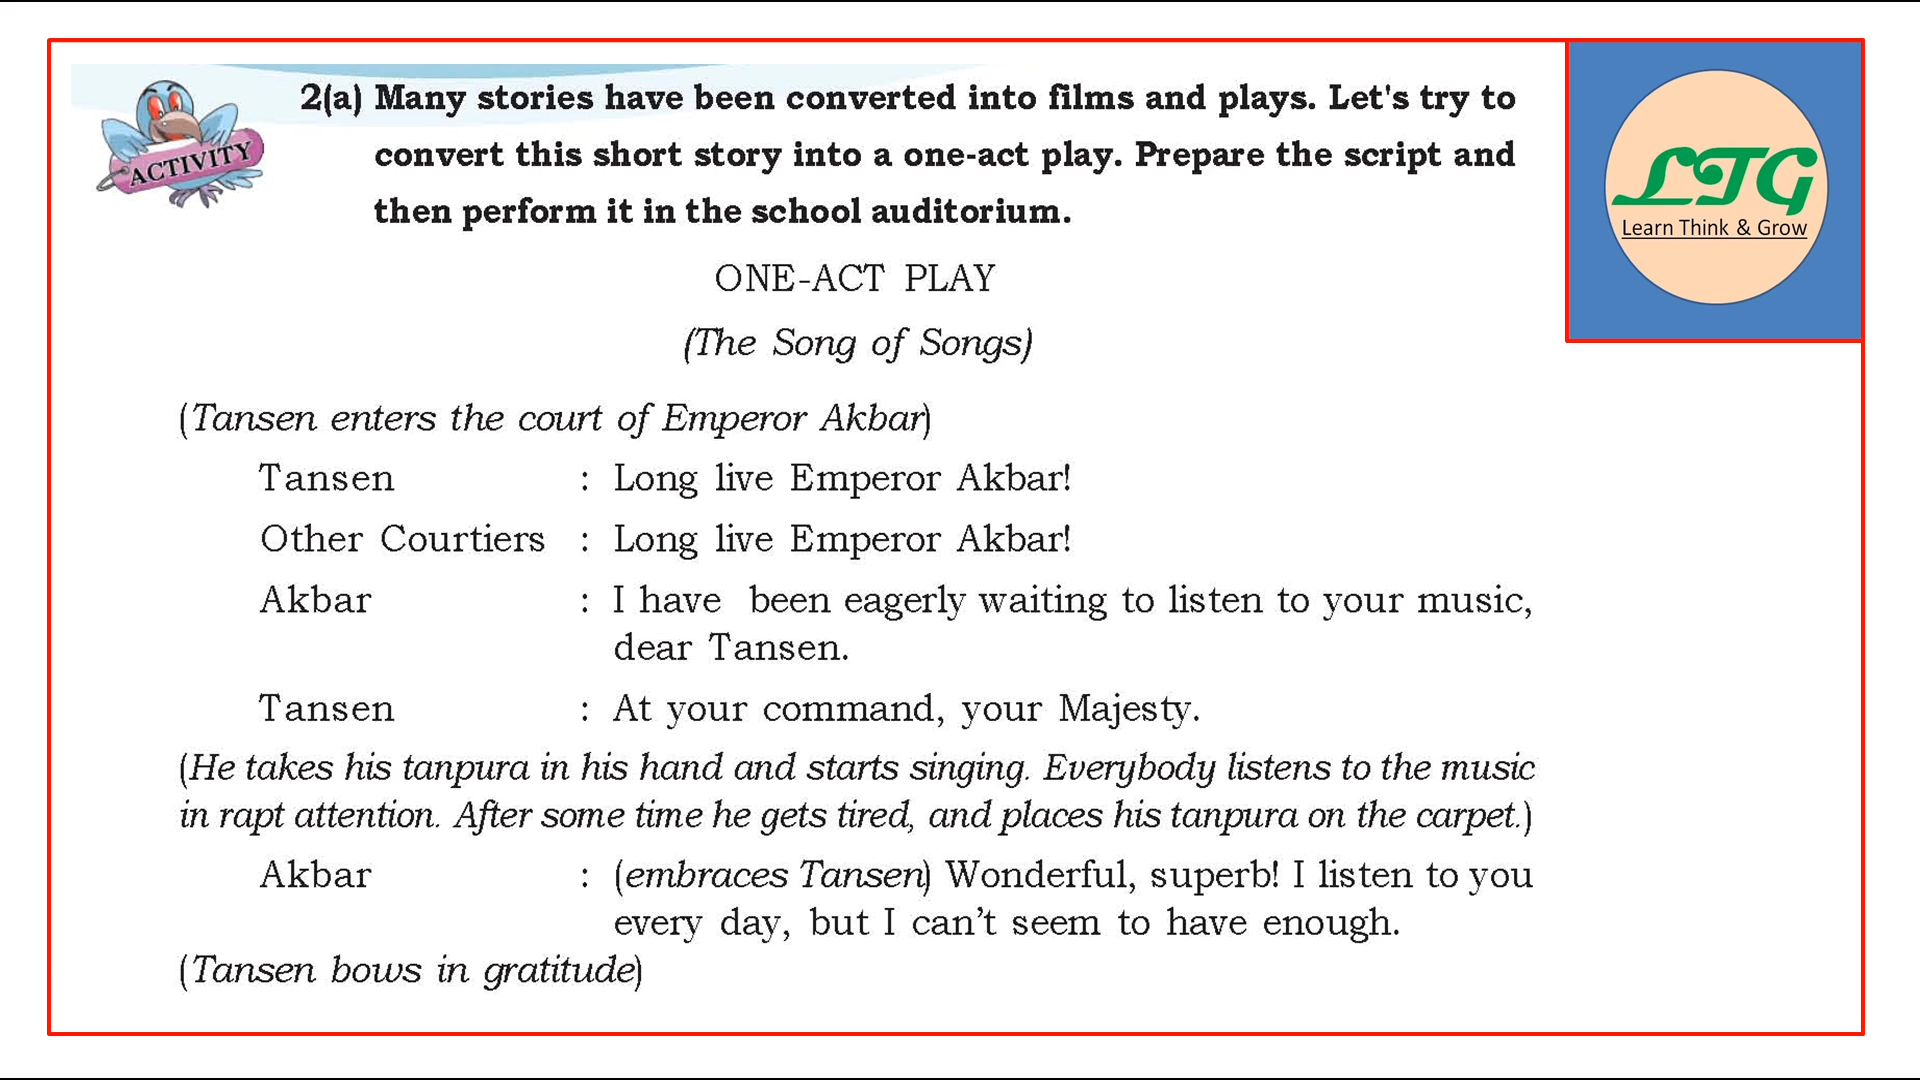 ACTIVITY
2(a) Many stories have been converted into films and plays. Let's try to
convert this short story into a one-act play. Prepare the script and
then perform it in the school auditorium.
LTG
Learn Think & Grow
ONE-ACT PLAY
(The Song of Songs)
(Tansen enters the court of Emperor Akbar)
Tansen : Long live Emperor Akbar!
Other Courtiers : Long live Emperor Akbar!
Akbar : I have been eagerly waiting to listen to your music,
dear Tansen.
Tansen : At your command, your Majesty.
(He takes his tanpura in his hand and starts singing. Everybody listens to the music
in rapt attention. After some time he gets tired, and places his tanpura on the carpet.)
Akbar : (embraces Tansen) Wonderful, superb! I listen to you
every day, but I can’t seem to have enough.
(Tansen bows in gratitude)